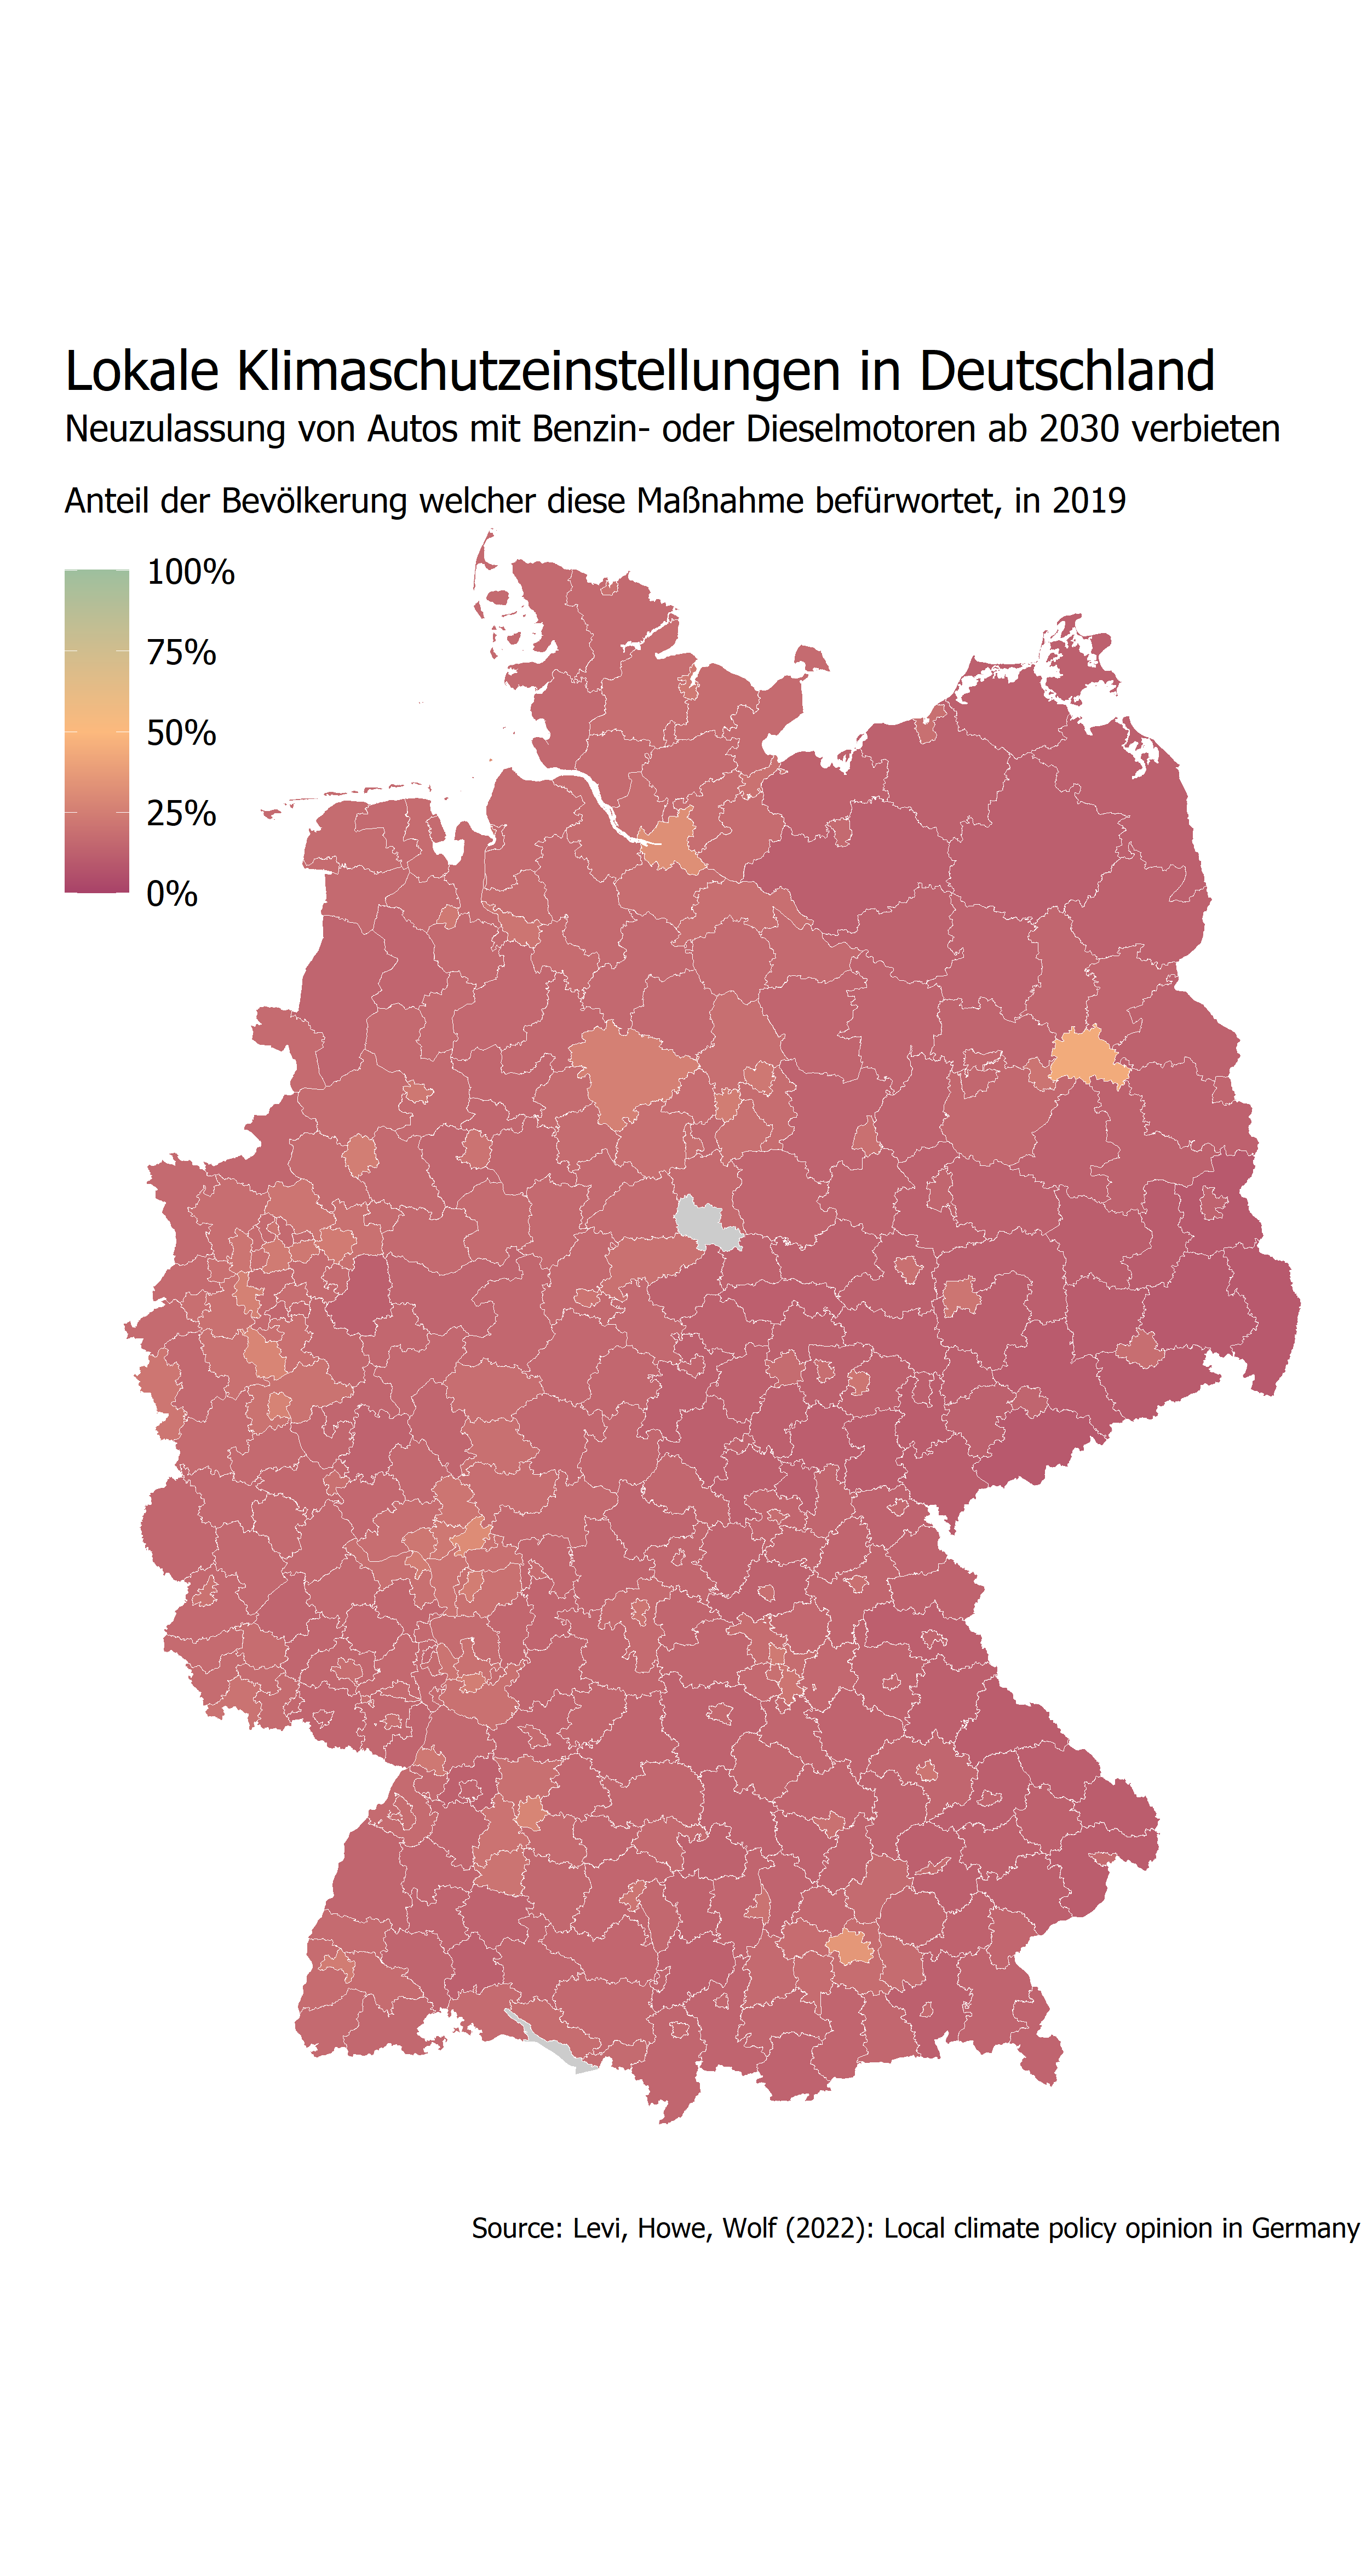 Lokale Klimaschutzeinstellungen in Deutschland
Neuzulassung von Autos mit Benzin- oder Dieselmotoren ab 2030 verbieten
Anteil der Bevölkerung welcher diese Maßnahme befürwortet, in 2019
100%
75%
50%
25%
0%
Source: Levi, Howe, Wolf (2022): Local climate policy opinion in Germany